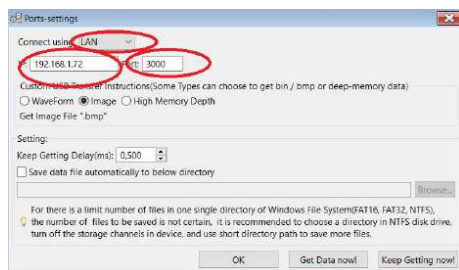 Ports-settings
Connect using: LAN
IP: 192.168.1.72 Port: 3000
Custom USB Transfer Instructions(Some Types can choose to get bin / bmp or deep-memory data)
WaveForm Image High Memory Depth
Get Image File ".bmp"
Setting:
Keep Getting Delay(ms): 0,500
Save data file automatically to below directory
Browse...
For there is a limit number of files in one single directory of Windows File System(FAT16, FAT32, NTFS),
the number of files to be saved is not certain, it is recommended to choose a directory in NTFS disk drive,
turn off the storage channels in device, and use short directory path to save more files.
OK Get Data now! Keep Getting now!